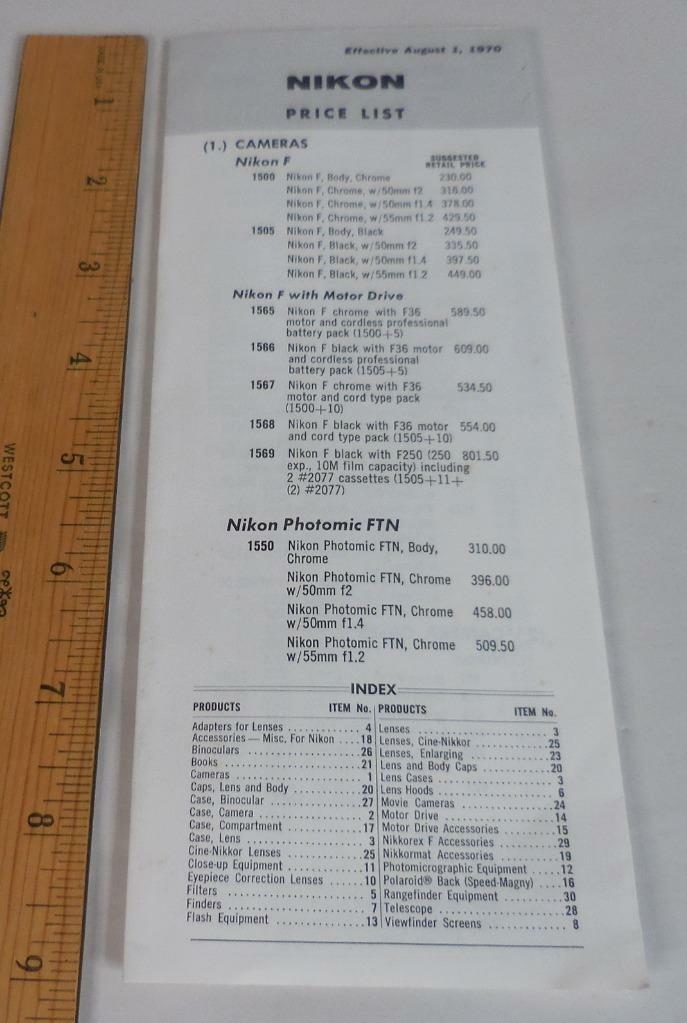 Effective August 1, 1970
NIKON
PRICE LIST
(1.) CAMERAS
Nikon F
SUGGESTED
RETAIL PRICE
1500 Nikon F, Body, Chrome 230.00
Nikon F, Chrome, w/50mm f2 316.00
Nikon F, Chrome, w/50mm f1.4 378.00
Nikon F, Chrome, w/55mm f1.2 429.50
1505 Nikon F, Body, Black 249.50
Nikon F, Black, w/50mm f2 335.50
Nikon F, Black, w/50mm f1.4 397.50
Nikon F, Black, w/55mm f1.2 449.00
Nikon F with Motor Drive
1565 Nikon F chrome with F36 589.50
motor and cordless professional
battery pack (1500+5)
1566 Nikon F black with F36 motor 609.00
and cordless professional
battery pack (1505+5)
1567 Nikon F chrome with F36 534.50
motor and cord type pack
(1500+10)
1568 Nikon F black with F36 motor 554.00
and cord type pack (1505+10)
1569 Nikon F black with F250 (250 801.50
exp., 10M film capacity) including
2 #2077 cassettes (1505+11+
(2) #2077)
Nikon Photomic FTN
1550 Nikon Photomic FTN, Body, 310.00
Chrome
Nikon Photomic FTN, Chrome 396.00
w/50mm f2
Nikon Photomic FTN, Chrome 458.00
w/50mm f1.4
Nikon Photomic FTN, Chrome 509.50
w/55mm f1.2
INDEX
PRODUCTS ITEM No.
Adapters for Lenses ............ 4
Accessories — Misc. For Nikon ....18
Binoculars ..................26
Books ......................21
Cameras .................... 1
Caps, Lens and Body ............20
Case, Binocular ................27
Case, Camera ................. 2
Case, Compartment .............17
Case, Lens ................... 3
Cine-Nikkor Lenses .............25
Close-up Equipment .............11
Eyepiece Correction Lenses ......10
Filters ...................... 5
Finders ...................... 7
Flash Equipment ...............13
PRODUCTS ITEM No.
Lenses ....................... 3
Lenses, Cine-Nikkor ............25
Lenses, Enlarging ..............23
Lens and Body Caps ............20
Lens Cases ................... 3
Lens Hoods ................... 6
Movie Cameras ................24
Motor Drive ..................14
Motor Drive Accessories .........15
Nikkorex F Accessories ..........29
Nikkormat Accessories ..........19
Photomicrographic Equipment .....12
Polaroid® Back (Speed-Magny) ....16
Rangefinder Equipment ..........30
Telescope ....................28
Viewfinder Screens ............. 8
1
2
3
4
5
6
7
8
9
WESTCOTT